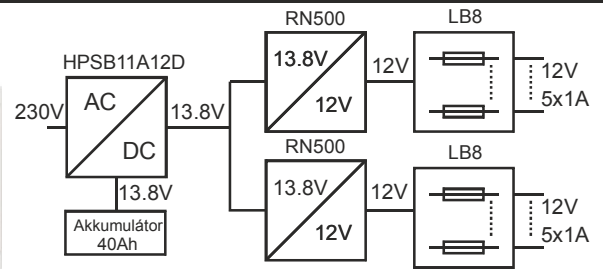 RN500
LB8
HPSB11A12D
13.8V
12V
12V
12V
5x1A
230V
AC
DC
13.8V
RN500
LB8
13.8V
Akkumulátor
40Ah
13.8V
12V
12V
12V
5x1A